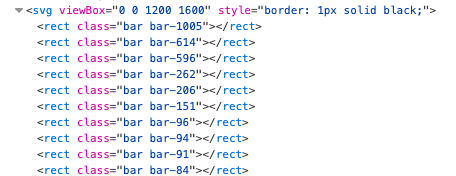 <svg viewBox="0 0 1200 1600" style="border: 1px solid black;">
<rect class="bar bar-1005"></rect>
<rect class="bar bar-614"></rect>
<rect class="bar bar-596"></rect>
<rect class="bar bar-262"></rect>
<rect class="bar bar-206"></rect>
<rect class="bar bar-151"></rect>
<rect class="bar bar-96"></rect>
<rect class="bar bar-94"></rect>
<rect class="bar bar-91"></rect>
<rect class="bar bar-84"></rect>